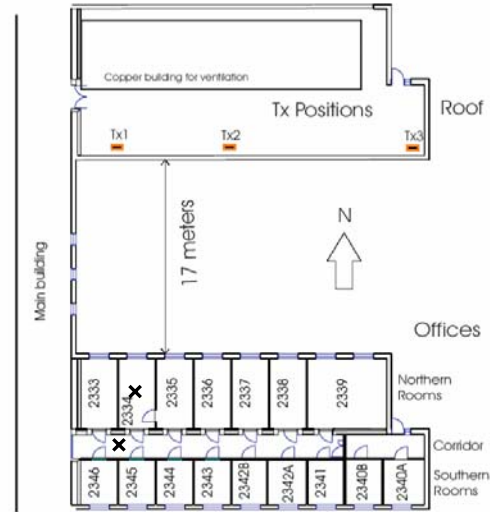 Copper building for ventilation
Tx Positions
Roof
Tx1
Tx2
Tx3
Main building
17 meters
N
Offices
2333
2334
2335
2336
2337
2338
2339
Northern
Rooms
Corridor
2346
2345
2344
2343
2342B
2342A
2341
2340B
2340A
Southern
Rooms